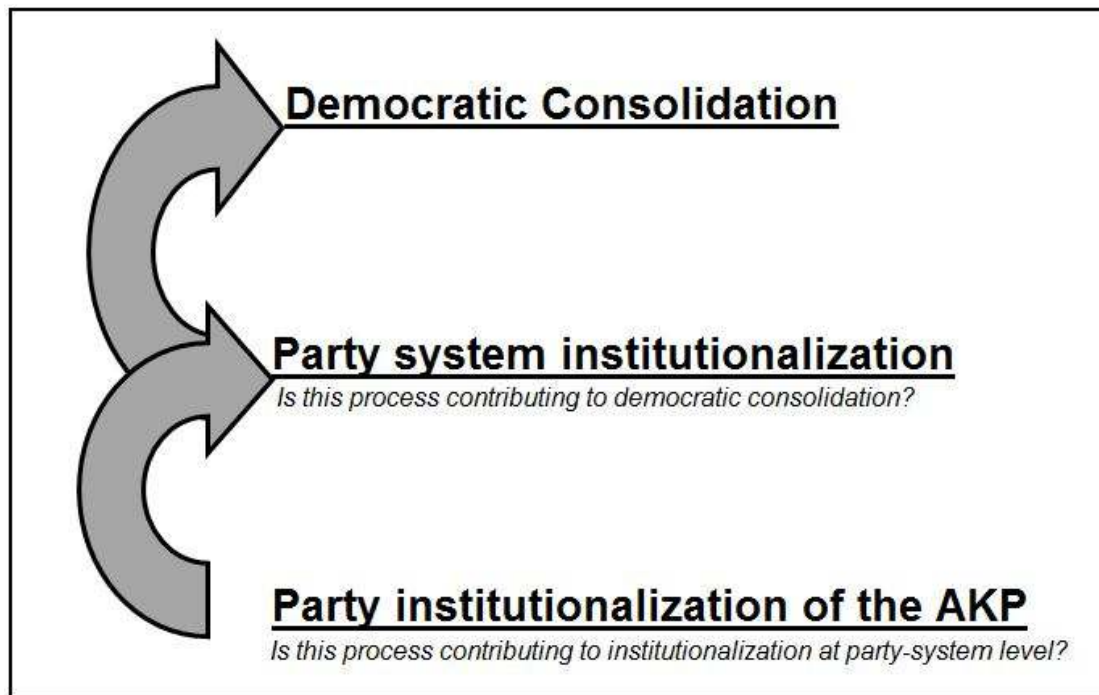 Democratic Consolidation
Party system institutionalization
Is this process contributing to democratic consolidation?
Party institutionalization of the AKP
Is this process contributing to institutionalization at party-system level?